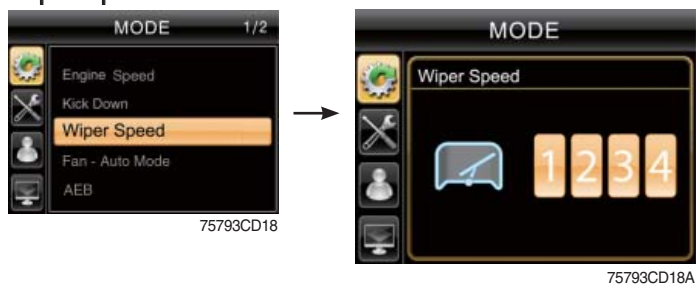 MODE 1/2
Engine Speed
Kick Down
Wiper Speed
Fan - Auto Mode
AEB
75793CD18
MODE
Wiper Speed
1 2 3 4
75793CD18A